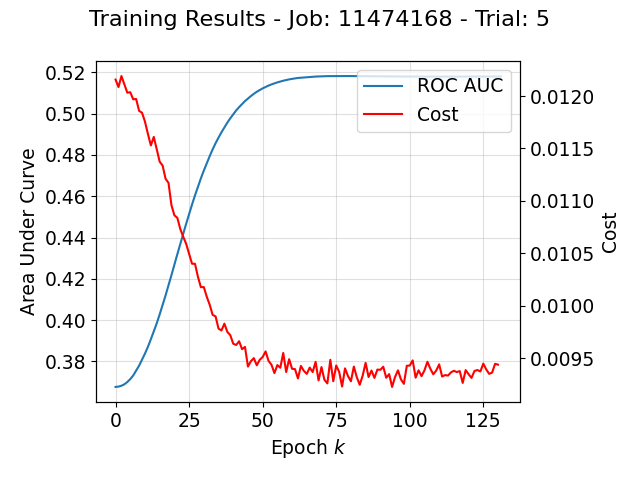 Training Results - Job: 11474168 - Trial: 5
ROC AUC
Cost
0.52
0.50
0.48
0.46
0.44
0.42
0.40
0.38
Area Under Curve
0.0120
0.0115
0.0110
0.0105
0.0100
0.0095
Cost
0 25 50 75 100 125
Epoch k